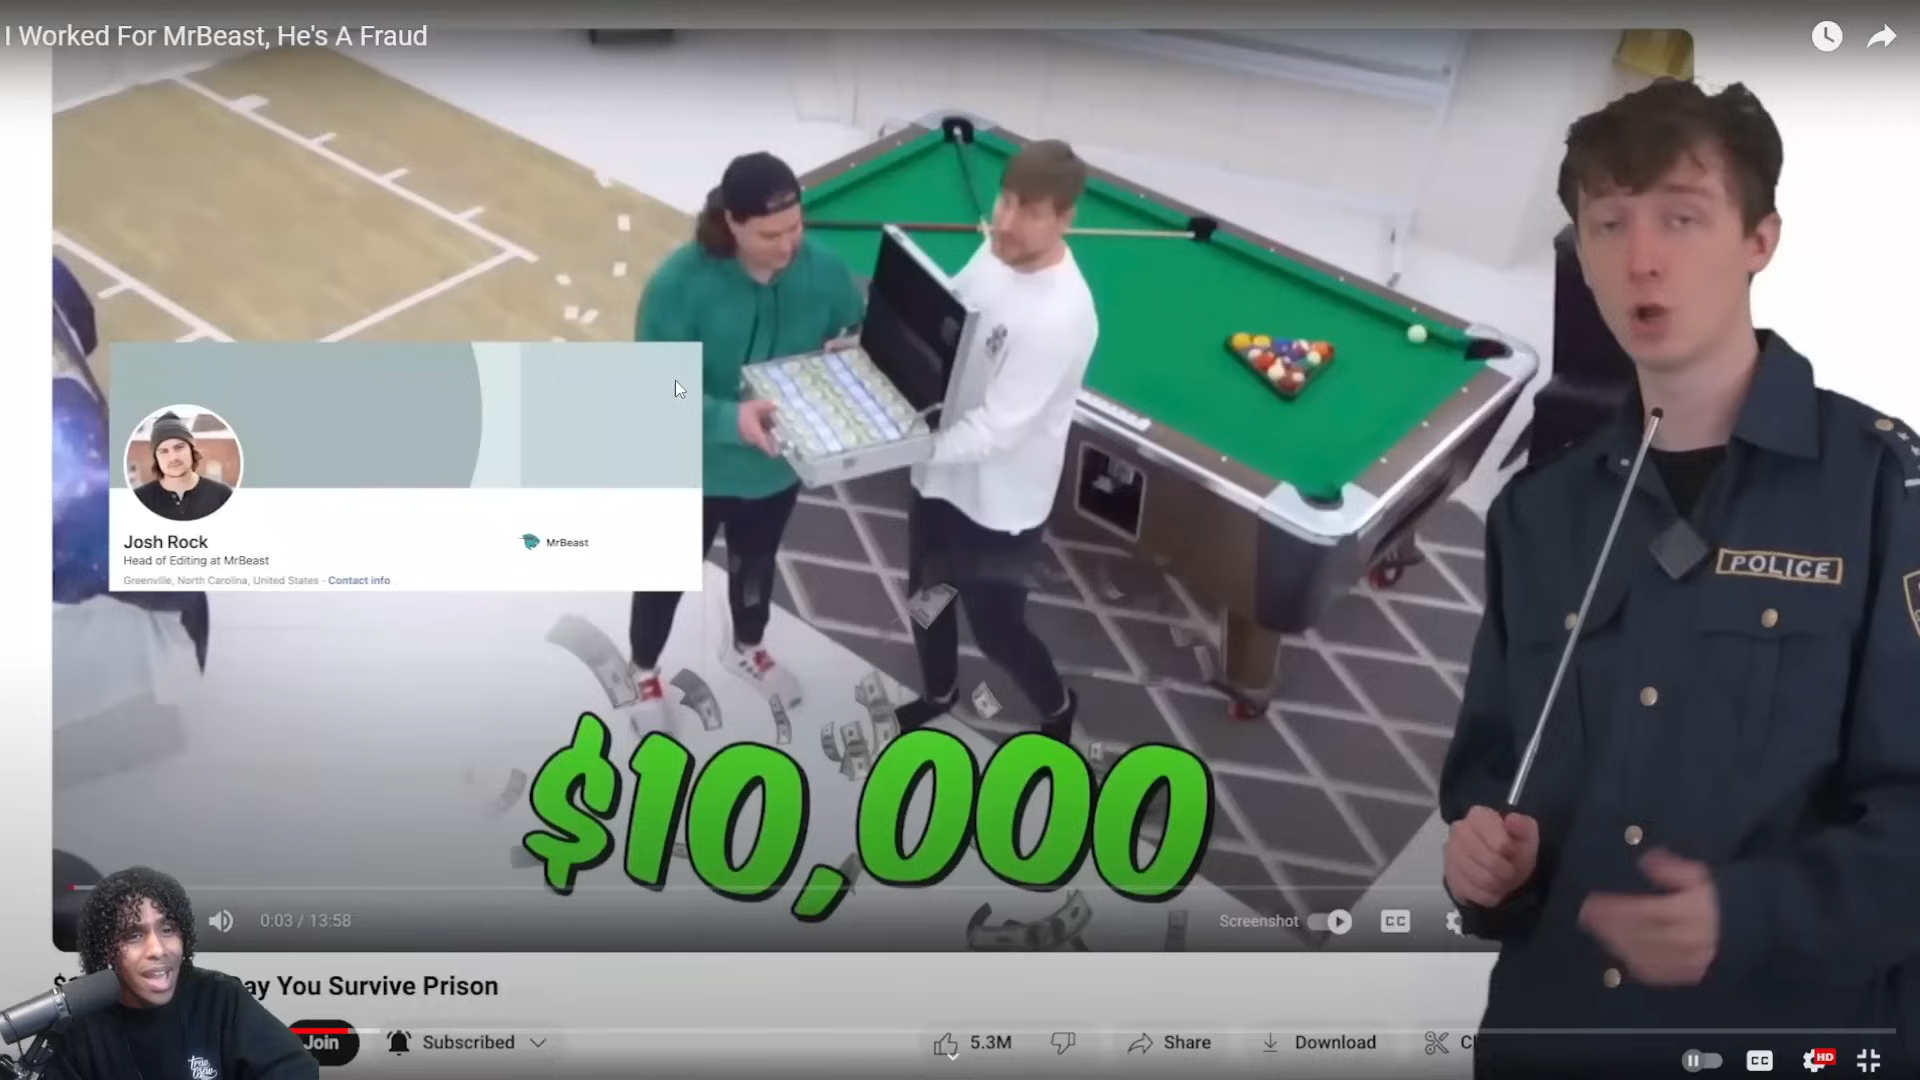 I Worked For MrBeast, He's A Fraud
Josh Rock
MrBeast
Head of Editing at MrBeast
Greenville, North Carolina, United States · Contact info
POLICE
$10,000
0:03 / 13:58
Screenshot
CC
ay You Survive Prison
Join
Subscribed
5.3M
Share
Download
CC
HD